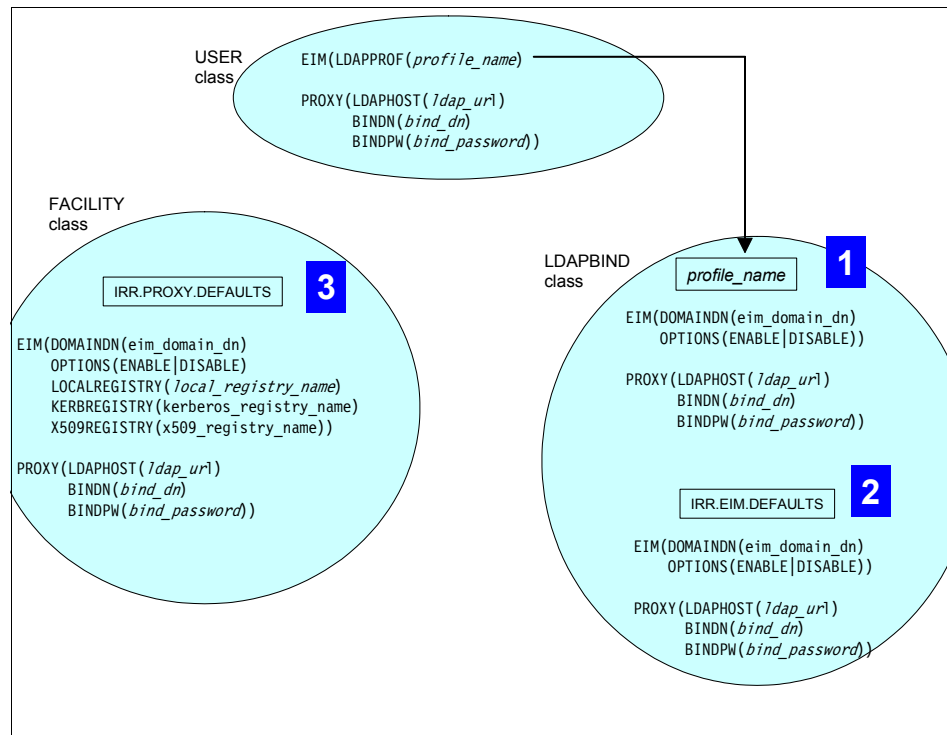 USER
class
EIM(LDAPPROF(profile_name)
PROXY(LDAPHOST(ldap_url)
BINDN(bind_dn)
BINDPW(bind_password))
FACILITY
class
3
IRR.PROXY.DEFAULTS
EIM(DOMAINDN(eim_domain_dn)
OPTIONS(ENABLE|DISABLE)
LOCALREGISTRY(local_registry_name)
KERBREGISTRY(kerberos_registry_name)
X509REGISTRY(x509_registry_name))
PROXY(LDAPHOST(ldap_url)
BINDN(bind_dn)
BINDPW(bind_password))
LDAPBIND
class
1
profile_name
EIM(DOMAINDN(eim_domain_dn)
OPTIONS(ENABLE|DISABLE))
PROXY(LDAPHOST(ldap_url)
BINDN(bind_dn)
BINDPW(bind_password))
2
IRR.EIM.DEFAULTS
EIM(DOMAINDN(eim_domain_dn)
OPTIONS(ENABLE|DISABLE))
PROXY(LDAPHOST(ldap_url)
BINDN(bind_dn)
BINDPW(bind_password))